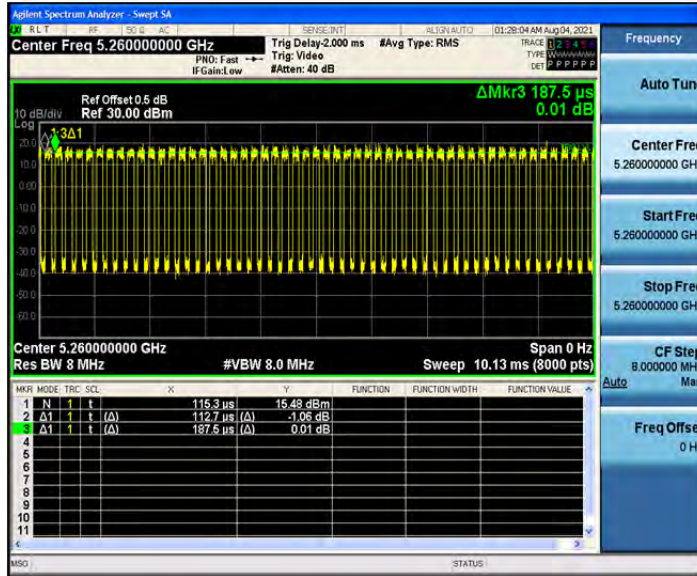 Agilent Spectrum Analyzer - Swept SA
RLT RF 50 Ω AC SENSE:INT ALIGN AUTO 01:28:04 AM Aug 04, 2021
Center Freq 5.260000000 GHz
PNO: Fast
IFGain:Low
Trig Delay-2.000 ms
Trig: Video
#Atten: 40 dB
#Avg Type: RMS
TRACE 1 2 3 4 5 6
TYPE
DET P P P P P P
Ref Offset 0.5 dB
10 dB/div Ref 30.00 dBm
Log
ΔMkr3 187.5 µs
0.01 dB
3Δ1
20.0
10.0
0.00
-10.0
-20.0
-30.0
-40.0
-50.0
-60.0
Center 5.260000000 GHz Span 0 Hz
Res BW 8 MHz #VBW 8.0 MHz Sweep 10.13 ms (8000 pts)
MKR MODE TRC SCL X Y FUNCTION FUNCTION WIDTH FUNCTION VALUE
1 N 1 t 115.3 µs 15.48 dBm
2 Δ1 1 t (Δ) 112.7 µs (Δ) -1.06 dB
3 Δ1 1 t (Δ) 187.5 µs (Δ) 0.01 dB
4
5
6
7
8
9
10
11
MSG STATUS
Frequency
Auto Tun
Center Fre
5.260000000 GH
Start Fre
5.260000000 GH
Stop Fre
5.260000000 GH
CF Step
8.000000 MH
Auto Ma
Freq Offse
0 H